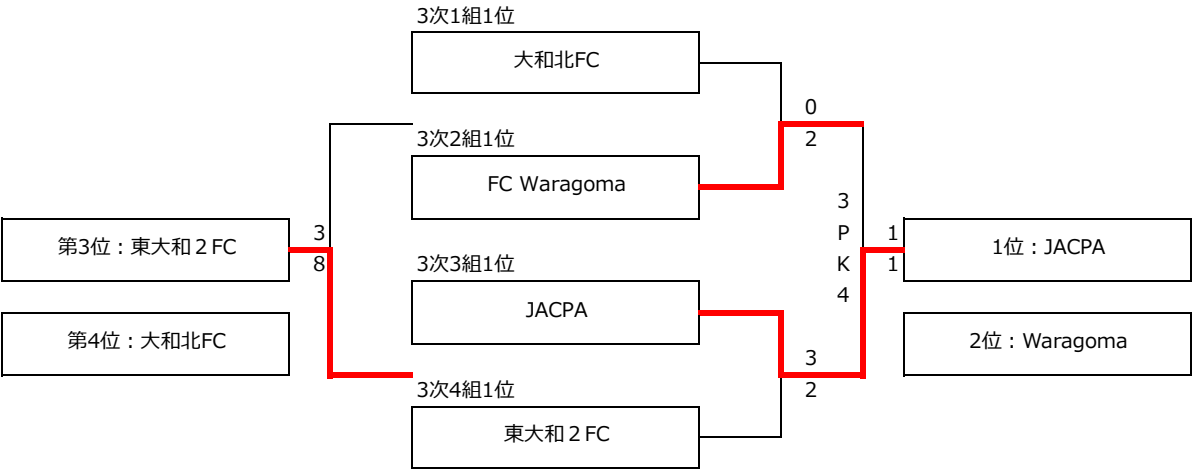 3次1組1位
大和北FC
0
2
3次2組1位
FC Waragoma
3
P
K
4
第3位：東大和２FC
3
8
1
1
1位：JACPA
3次3組1位
JACPA
第4位：大和北FC
2位：Waragoma
3
2
3次4組1位
東大和２FC